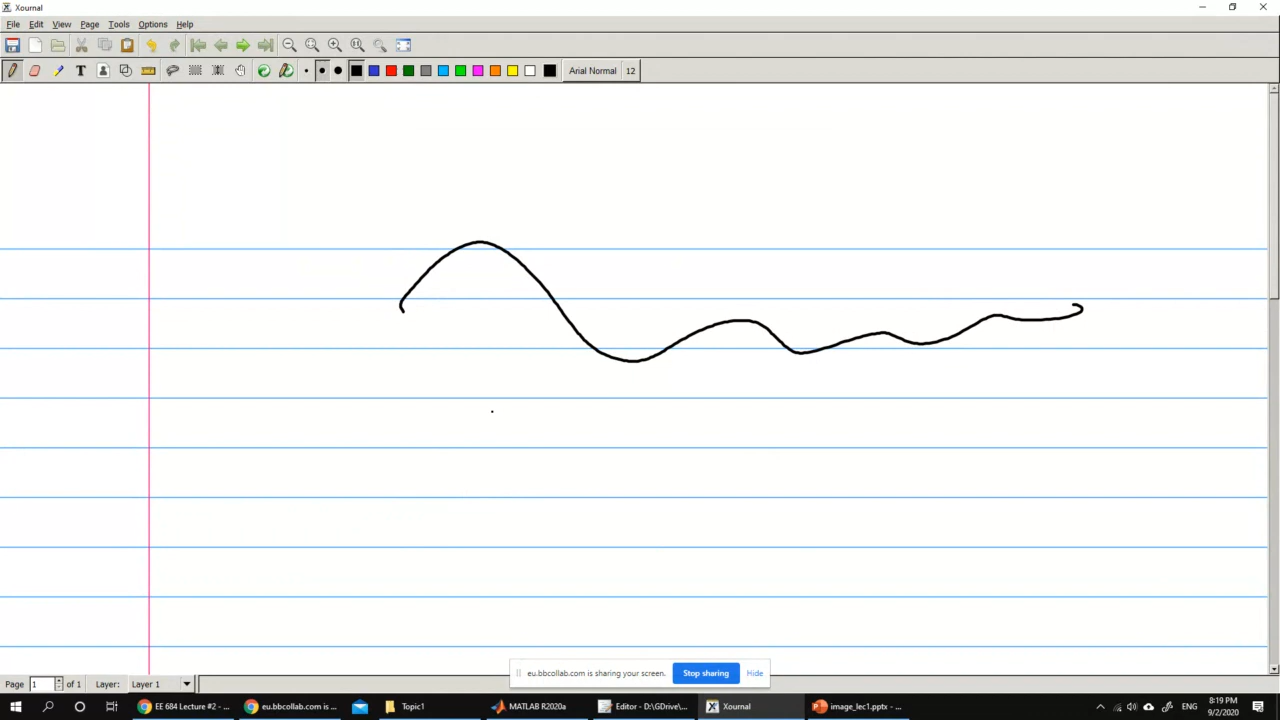 Xournal
File Edit View Page Tools Options Help
Arial Normal 12
eu.bbcollab.com is sharing your screen. Stop sharing Hide
Page 1 of 1 Layer: Layer 1
EE 684 Lecture #2 - ... eu.bbcollab.com is ... Topic1 MATLAB R2020a Editor - D:\GDrive\... Xournal image_lec1.pptx - ... ENG 8:19 PM
9/2/2020